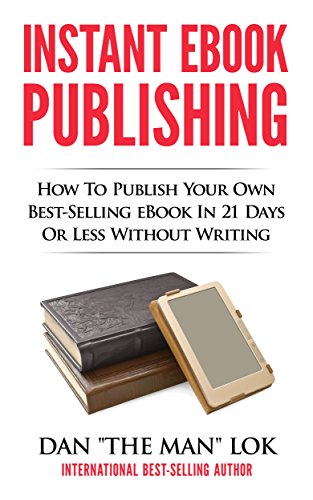 INSTANT EBOOK
PUBLISHING
HOW TO PUBLISH YOUR OWN
BEST-SELLING EBOOK IN 21 DAYS
OR LESS WITHOUT WRITING
DAN "THE MAN" LOK
INTERNATIONAL BEST-SELLING AUTHOR